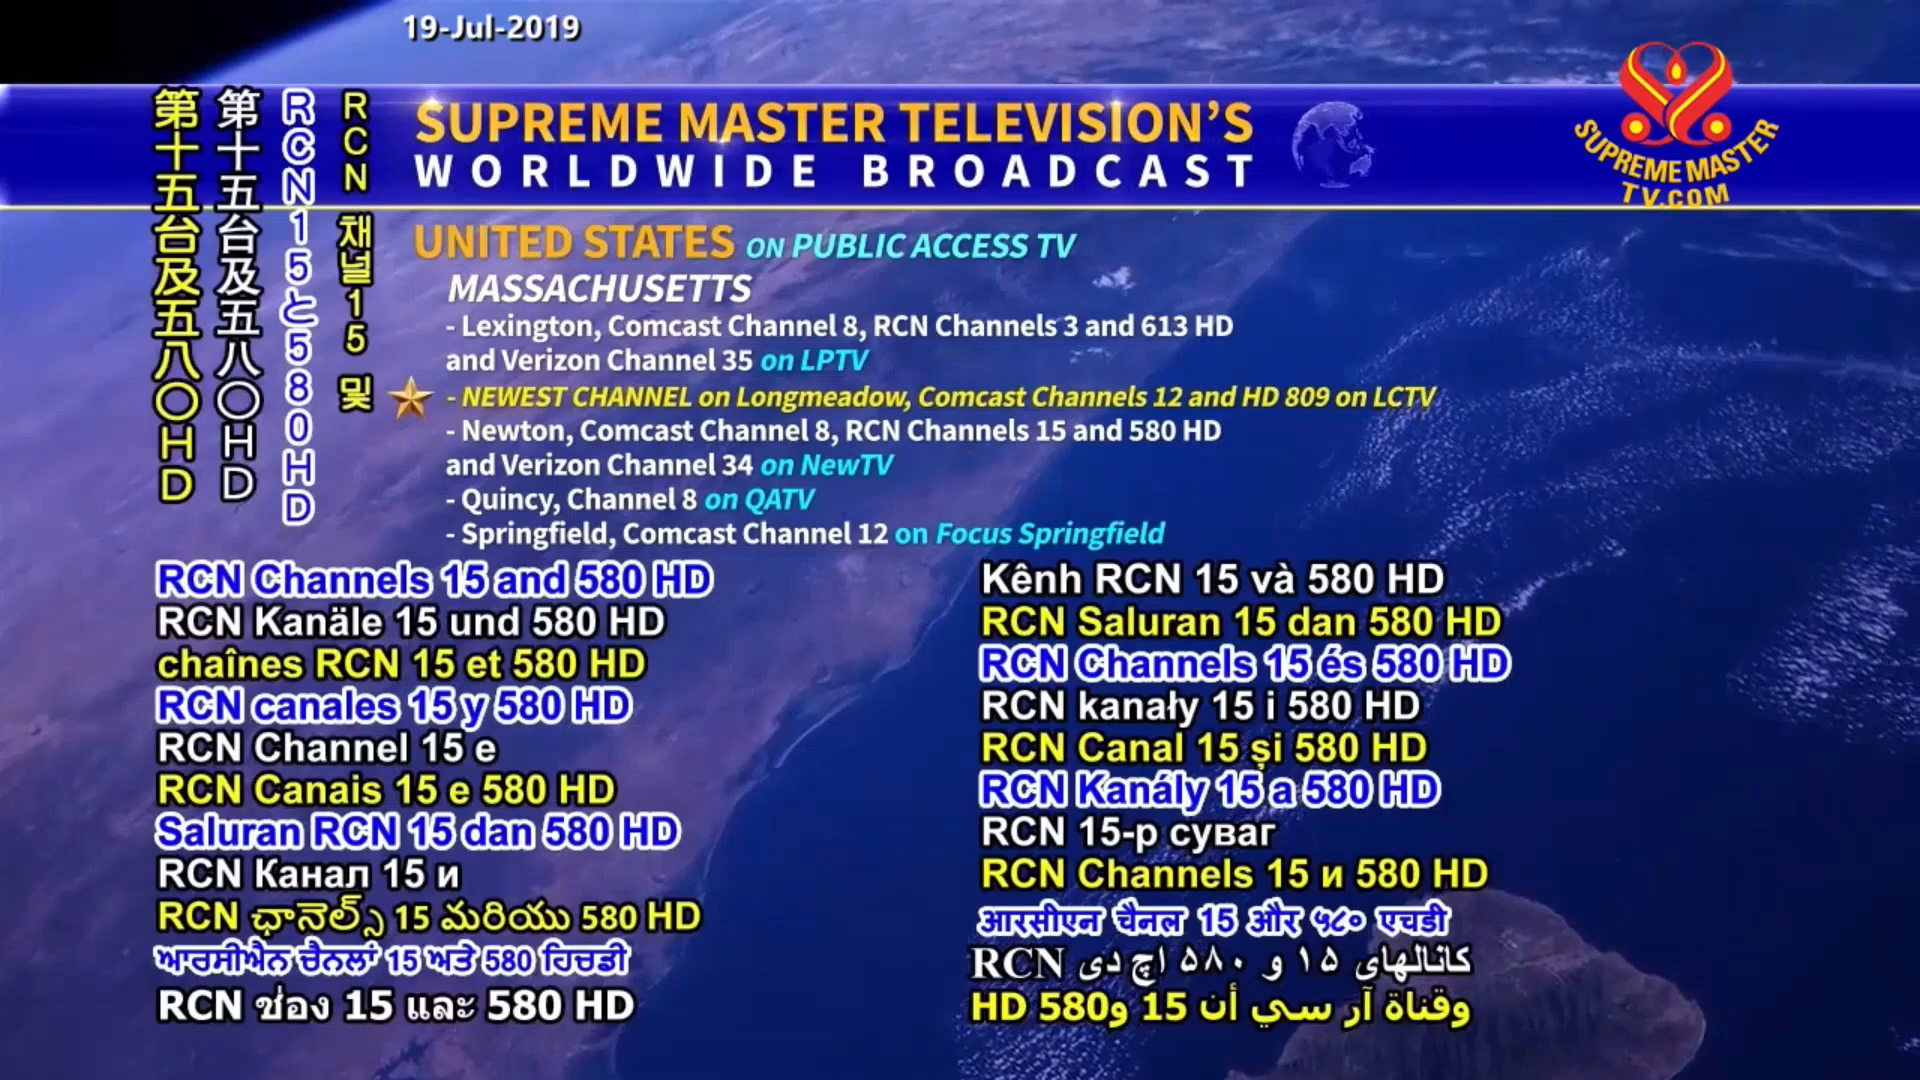 19-Jul-2019
SUPREME MASTER TELEVISION'S
WORLDWIDE BROADCAST
SUPREME MASTER
TV.COM
第十五台及五八〇HD
第十五台及五八〇HD
RCN15と580HD
RCN 채널15 및
UNITED STATES ON PUBLIC ACCESS TV
MASSACHUSETTS
- Lexington, Comcast Channel 8, RCN Channels 3 and 613 HD
and Verizon Channel 35 on LPTV
- NEWEST CHANNEL on Longmeadow, Comcast Channels 12 and HD 809 on LCTV
- Newton, Comcast Channel 8, RCN Channels 15 and 580 HD
and Verizon Channel 34 on NewTV
- Quincy, Channel 8 on QATV
- Springfield, Comcast Channel 12 on Focus Springfield
RCN Channels 15 and 580 HD
RCN Kanäle 15 und 580 HD
chaînes RCN 15 et 580 HD
RCN canales 15 y 580 HD
RCN Channel 15 e
RCN Canais 15 e 580 HD
Saluran RCN 15 dan 580 HD
RCN Канал 15 и
RCN ఛానెల్స్ 15 మరియు 580 HD
ਆਰਸੀਐਨ ਚੈਨਲਾਂ 15 ਅਤੇ 580 ਹਿਚਡੀ
RCN ช่อง 15 และ 580 HD
Kênh RCN 15 và 580 HD
RCN Saluran 15 dan 580 HD
RCN Channels 15 és 580 HD
RCN kanały 15 i 580 HD
RCN Canal 15 și 580 HD
RCN Kanály 15 a 580 HD
RCN 15-р суваг
RCN Channels 15 и 580 HD
आरसीएन चैनल 15 और ५८० एचडी
کانالهای ۱۵ و ۵۸۰ اچ دی RCN
وقناة آر سي أن 15 و580 HD